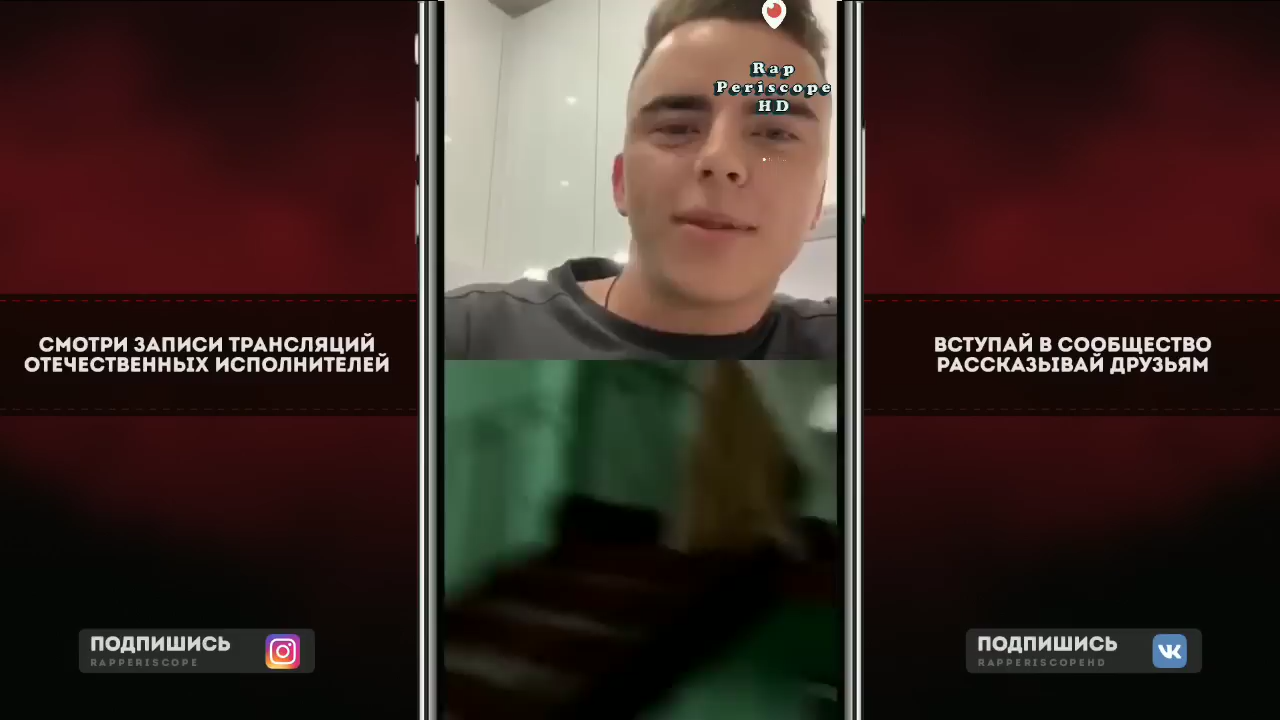 Rap
Periscope
HD
СМОТРИ ЗАПИСИ ТРАНСЛЯЦИЙ
ОТЕЧЕСТВЕННЫХ ИСПОЛНИТЕЛЕЙ
ВСТУПАЙ В СООБЩЕСТВО
РАССКАЗЫВАЙ ДРУЗЬЯМ
ПОДПИШИСЬ
RAPPERISCOPE
ПОДПИШИСЬ
RAPPERISCOPEHD